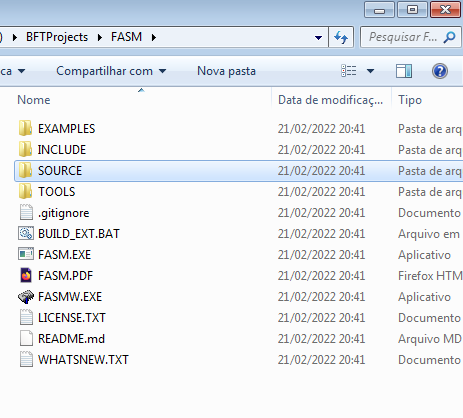 ) BFTProjects FASM Pesquisar F...
ca Compartilhar com Nova pasta
Nome Data de modificaç... Tipo
EXAMPLES 21/02/2022 20:41 Pasta de arq
INCLUDE 21/02/2022 20:41 Pasta de arq
SOURCE 21/02/2022 20:41 Pasta de arq
TOOLS 21/02/2022 20:41 Pasta de arq
.gitignore 21/02/2022 20:41 Documento
BUILD_EXT.BAT 21/02/2022 20:41 Arquivo em
FASM.EXE 21/02/2022 20:41 Aplicativo
FASM.PDF 21/02/2022 20:41 Firefox HTM
FASMW.EXE 21/02/2022 20:41 Aplicativo
LICENSE.TXT 21/02/2022 20:41 Documento
README.md 21/02/2022 20:41 Arquivo MD
WHATSNEW.TXT 21/02/2022 20:41 Documento